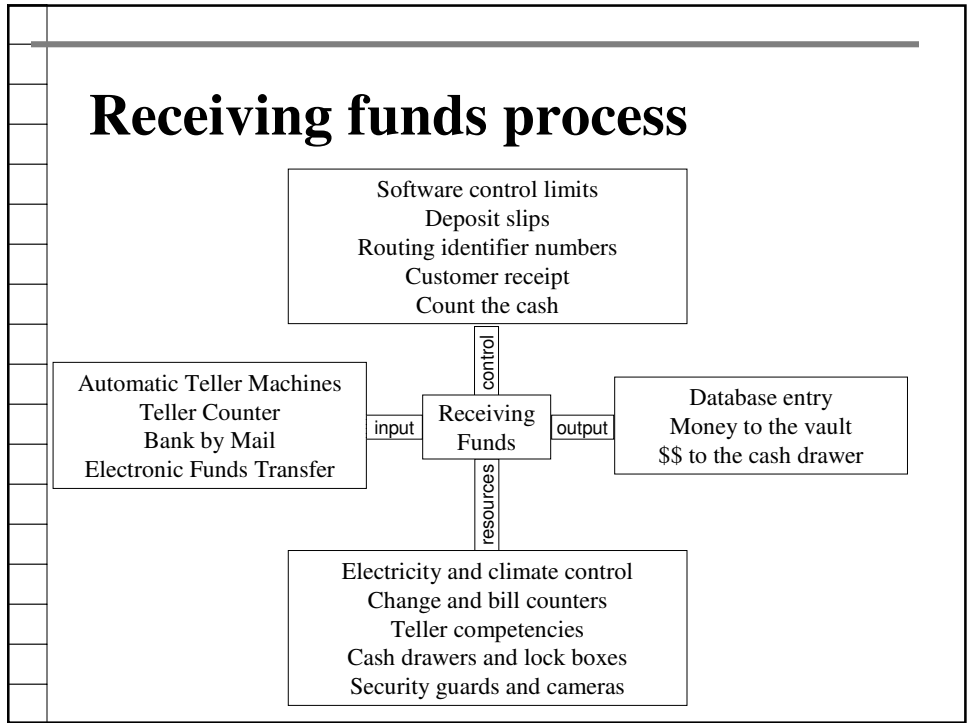 Receiving funds process
Software control limits
Deposit slips
Routing identifier numbers
Customer receipt
Count the cash
control
Automatic Teller Machines
Teller Counter
Bank by Mail
Electronic Funds Transfer
input
Receiving
Funds
output
Database entry
Money to the vault
$$ to the cash drawer
resources
Electricity and climate control
Change and bill counters
Teller competencies
Cash drawers and lock boxes
Security guards and cameras